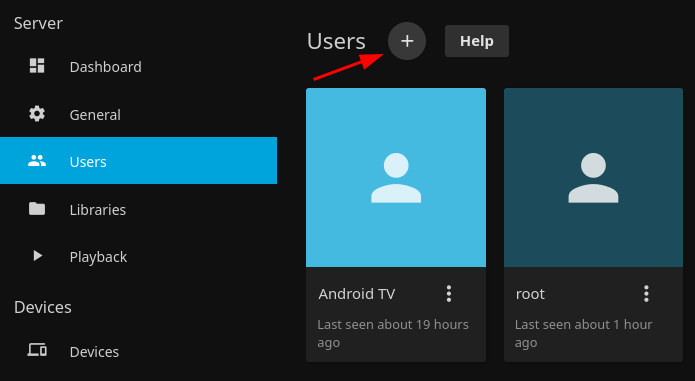 Server
Dashboard
General
Users
Libraries
Playback
Devices
Devices
Users
+
Help
Android TV
Last seen about 19 hours
ago
root
Last seen about 1 hour
ago